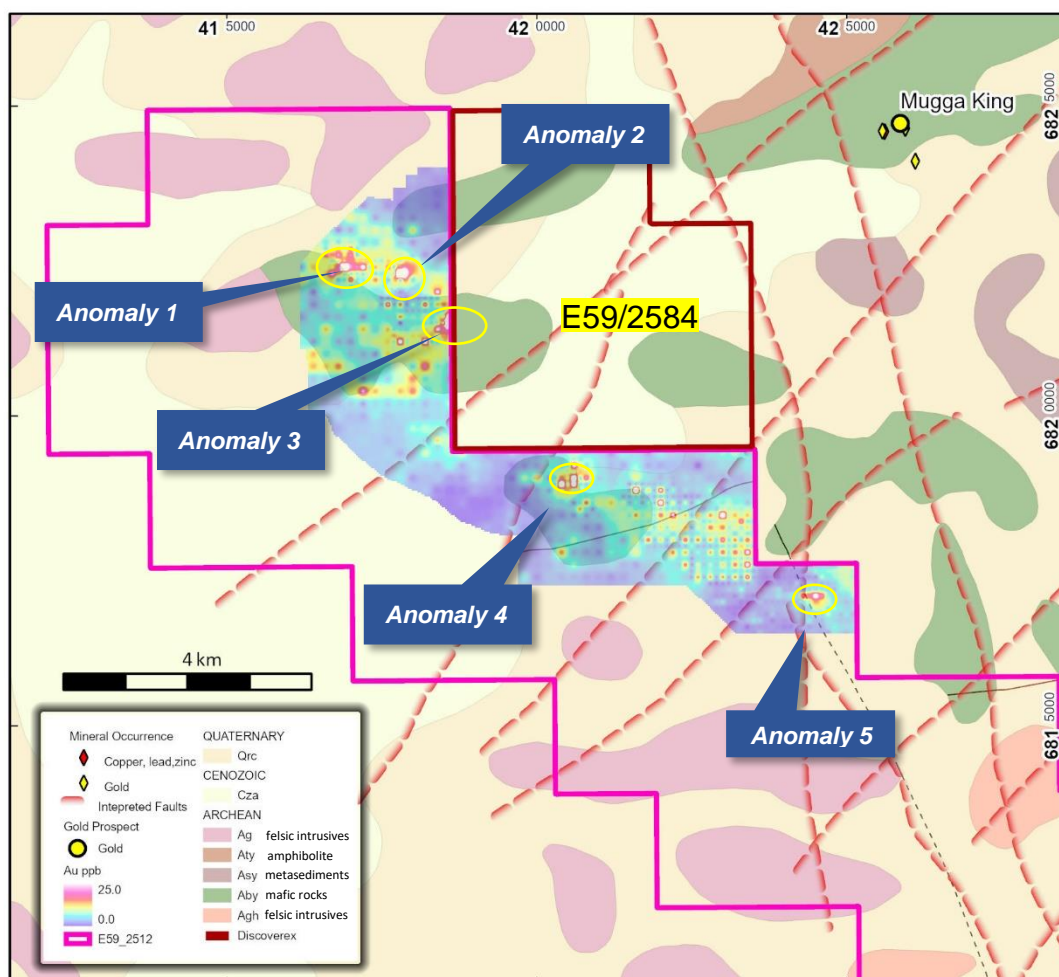 41 5000
42 0000
42 5000
682 5000
Mugga King
Anomaly 2
Anomaly 1
E59/2584
Anomaly 3
682 0000
Anomaly 4
4 km
Anomaly 5
681 5000
Mineral Occurrence
Copper, lead,zinc
Gold
Intepreted Faults
Gold Prospect
Gold
Au ppb
25.0
0.0
E59_2512
QUATERNARY
Qrc
CENOZOIC
Cza
ARCHEAN
Ag felsic intrusives
Aty amphibolite
Asy metasediments
Aby mafic rocks
Agh felsic intrusives
Discoverex